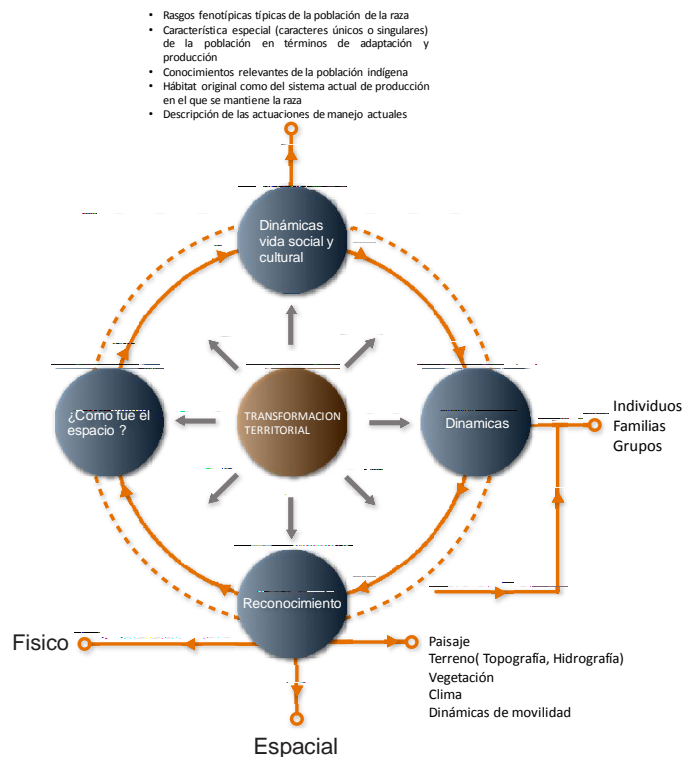 • Rasgos fenotípicas típicas de la población de la raza
• Característica especial (caracteres únicos o singulares)
de la población en términos de adaptación y
producción
• Conocimientos relevantes de la población indígena
• Hábitat original como del sistema actual de producción
en el que se mantiene la raza
• Descripción de las actuaciones de manejo actuales
Dinámicas
vida social y
cultural
¿Como fue el
espacio ?
TRANSFORMACION
TERRITORIAL
Dinamicas
Individuos
Familias
Grupos
Reconocimiento
Fisico
Paisaje
Terreno( Topografía, Hidrografía)
Vegetación
Clima
Dinámicas de movilidad
Espacial